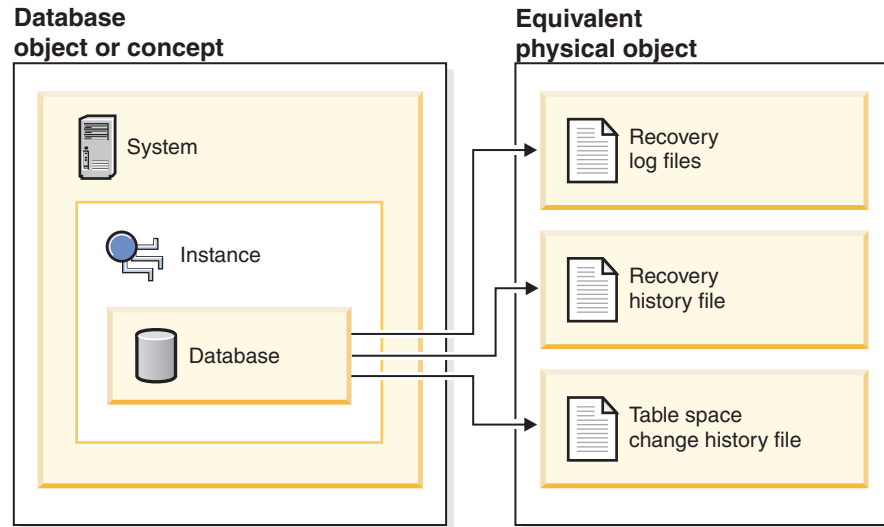 Database
object or concept
Equivalent
physical object
System
Instance
Database
Recovery
log files
Recovery
history file
Table space
change history file